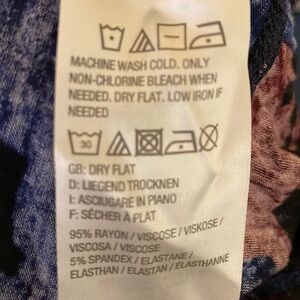 MACHINE WASH COLD. ONLY
NON-CHLORINE BLEACH WHEN
NEEDED. DRY FLAT. LOW IRON IF
NEEDED
30
GB: DRY FLAT
D: LIEGEND TROCKNEN
I: ASCIUGARE IN PIANO
F: SÉCHER À PLAT
95% RAYON / VISCOSE / VISKOSE /
VISCOSA / VISCOSE
5% SPANDEX / ELASTANE /
ELASTHAN / ELASTAN / ÉLASTHANNE